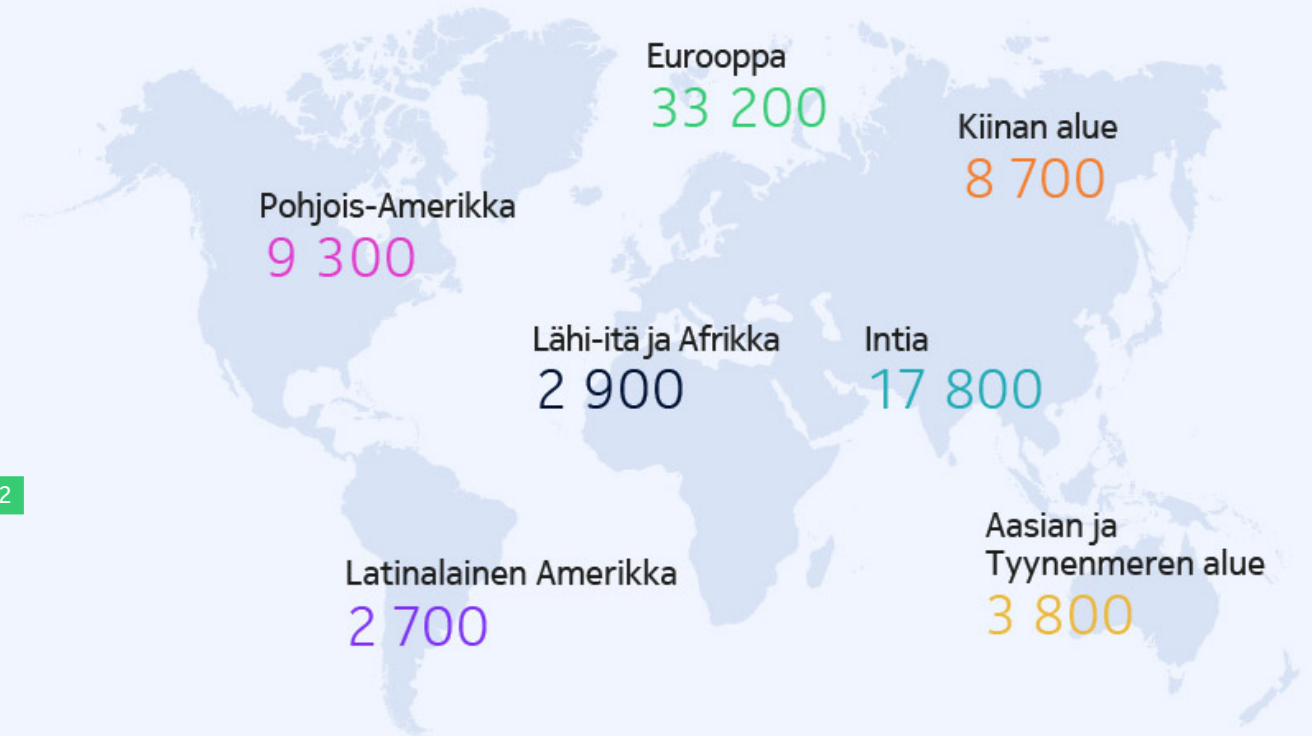 Eurooppa
33 200
Kiinan alue
8 700
Pohjois-Amerikka
9 300
Lähi-itä ja Afrikka
2 900
Intia
17 800
2
Aasian ja
Tyynenmeren alue
3 800
Latinalainen Amerikka
2 700